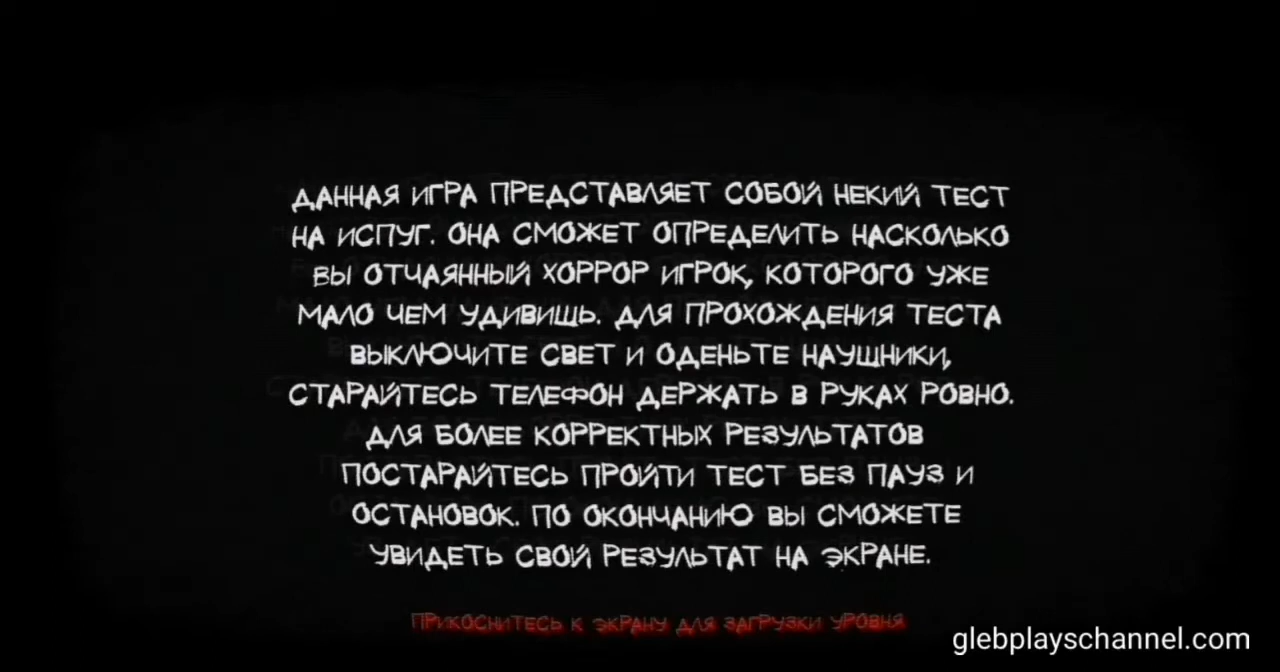 ДАННАЯ ИГРА ПРЕДСТАВЛЯЕТ СОБОЙ НЕКИЙ ТЕСТ
НА ИСПУГ. ОНА СМОЖЕТ ОПРЕДЕЛИТЬ НАСКОЛЬКО
ВЫ ОТЧАЯННЫЙ ХОРРОР ИГРОК, КОТОРОГО УЖЕ
МАЛО ЧЕМ УДИВИЩЬ. ДЛЯ ПРОХОЖДЕНИЯ ТЕСТА
ВЫКЛЮЧИТЕ СВЕТ И ОДЕНЬТЕ НАУШНИКИ,
СТАРАЙТЕСЬ ТЕЛЕФОН ДЕРЖАТЬ В РУКАХ РОВНО.
ДЛЯ БОЛЕЕ КОРРЕКТНЫХ РЕЗУЛЬТАТОВ
ПОСТАРАЙТЕСЬ ПРОЙТИ ТЕСТ БЕЗ ПАУЗ И
ОСТАНОВОК. ПО ОКОНЧАНИЮ ВЫ СМОЖЕТЕ
УВИДЕТЬ СВОЙ РЕЗУЛЬТАТ НА ЭКРАНЕ.
ПРИКОСНИТЕСЬ К ЭКРАНУ ДЛЯ ЗАГРУЗКИ УРОВНЯ
glebplayschannel.com